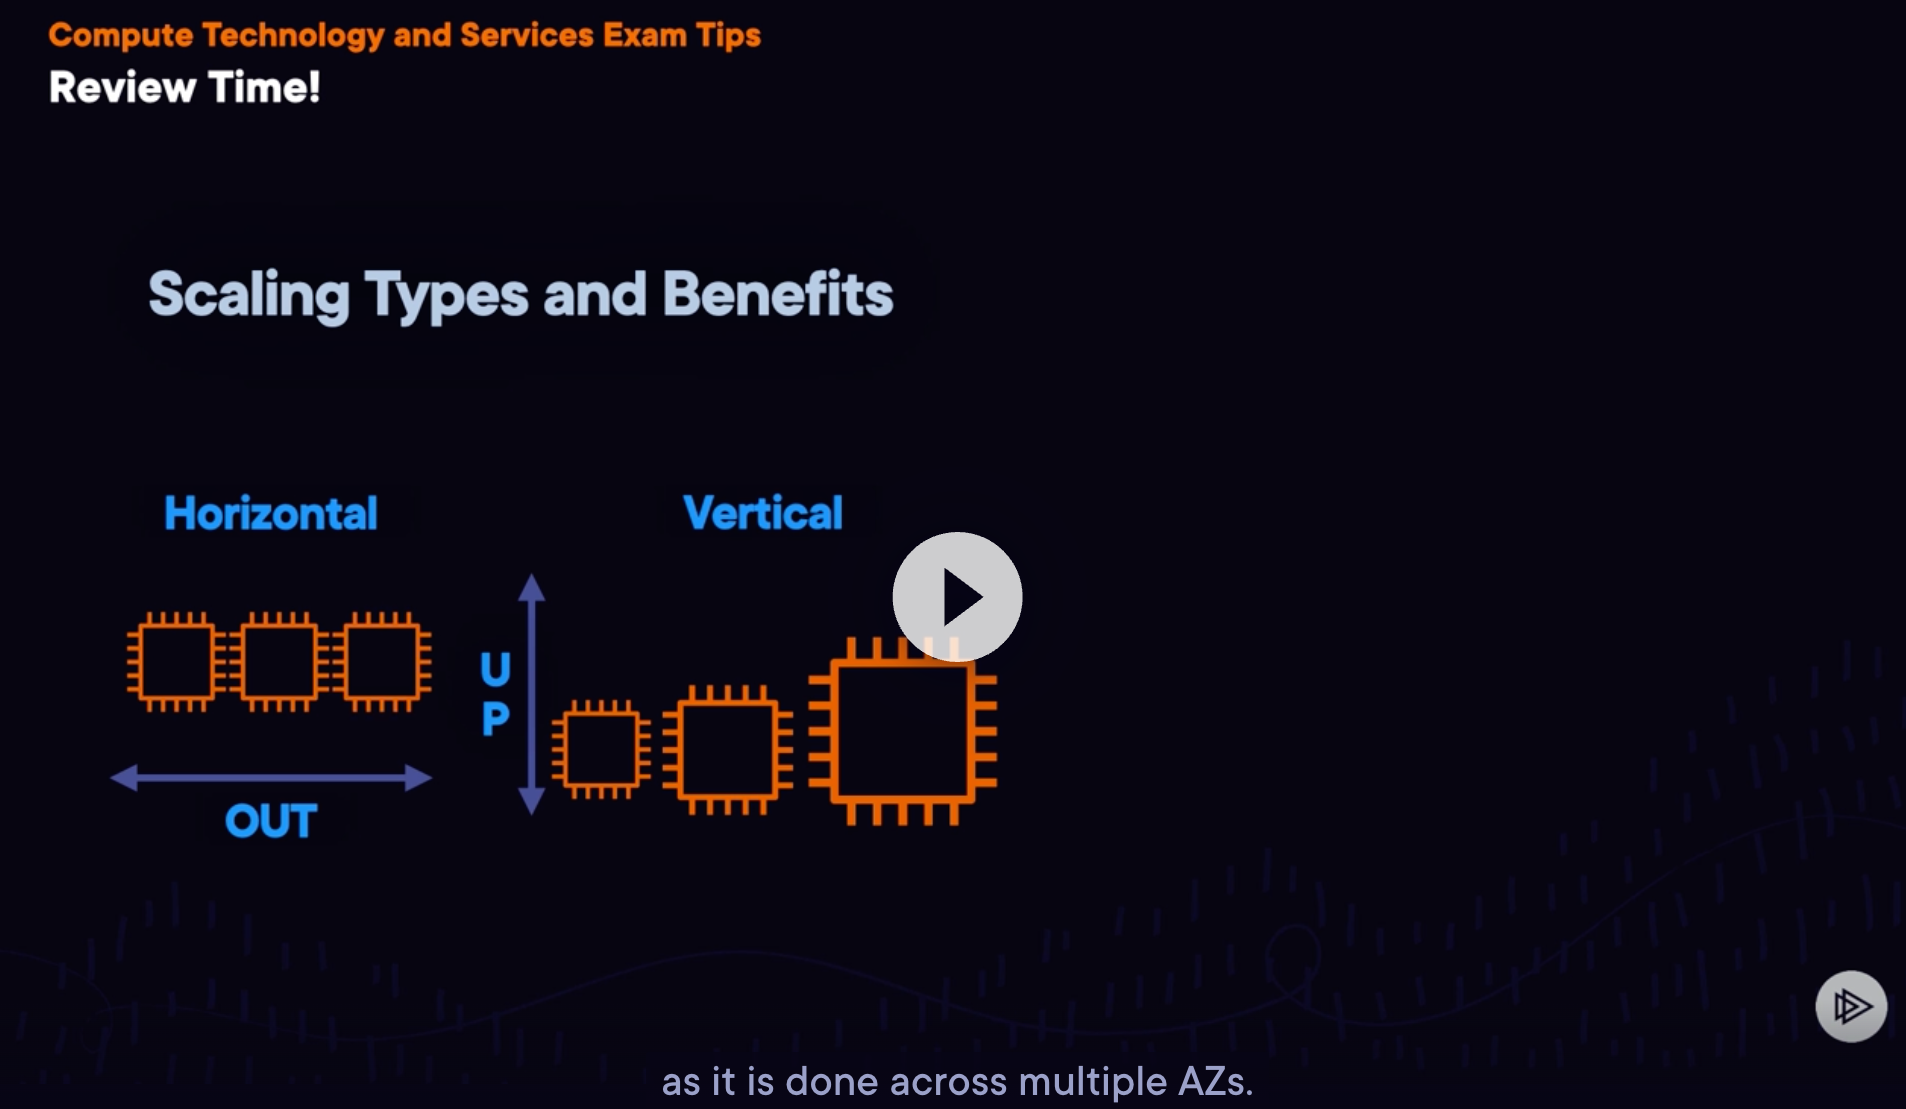 Compute Technology and Services Exam Tips
Review Time!
Scaling Types and Benefits
Horizontal
Vertical
UP
OUT
as it is done across multiple AZs.